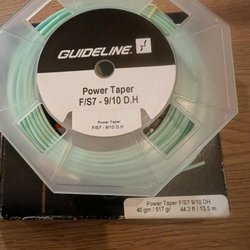 GUIDELINE
Power Taper
F/S7 - 9/10 D.H
Power Taper
F/S7 - 9/10 D.H
Power Taper F/S7 9/10 DH
40 gm / 617 gr 44.3 ft / 13.5 m